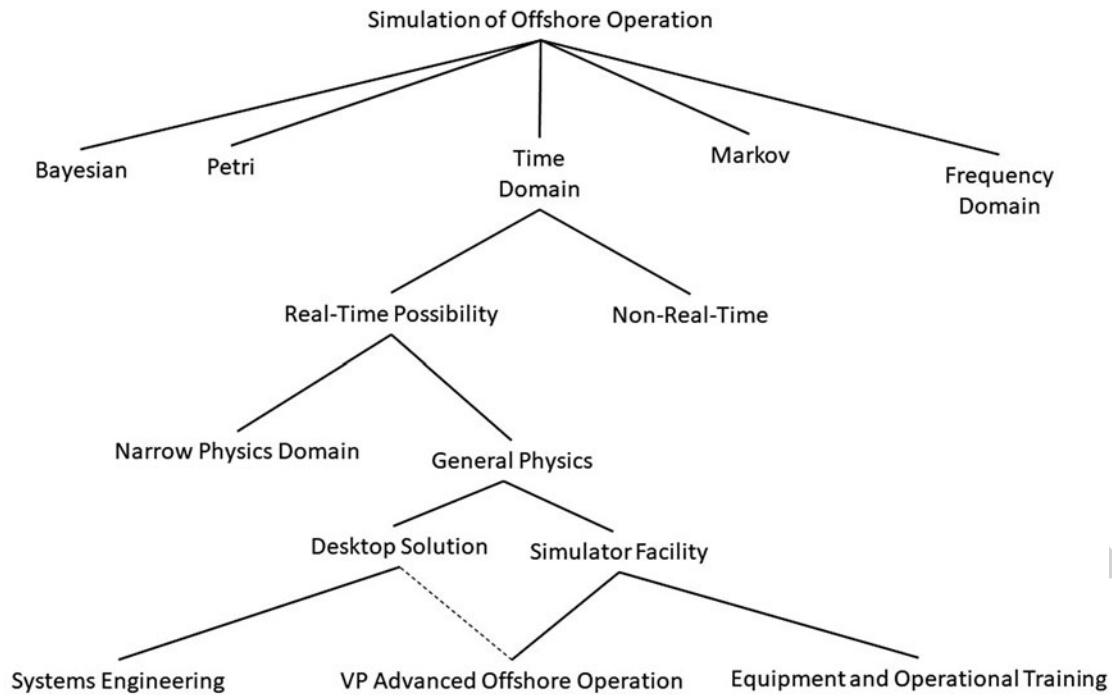 Simulation of Offshore Operation
Bayesian
Petri
Time
Domain
Markov
Frequency
Domain
Real-Time Possibility
Non-Real-Time
Narrow Physics Domain
General Physics
Desktop Solution
Simulator Facility
Systems Engineering
VP Advanced Offshore Operation
Equipment and Operational Training